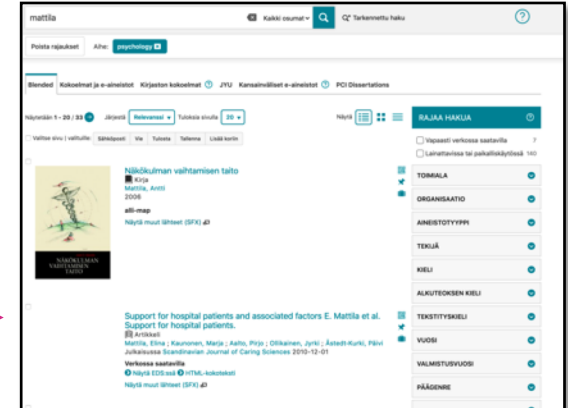 mattila
Kaikki osumat
Tarkennettu haku
Poista rajaukset Aihe: psychology
Blended Kokoelmat ja e-aineistot Kirjaston kokoelmat JYU Kansainväliset e-aineistot PCI Dissertations
Näytetään 1 - 20 / 33 Järjestä Relevanssi Tuloksia sivulla 20 Näytä
Valitse sivu | valituille: Sähköposti Vie Tulosta Tallenna Lisää koriin
Näkökulman vaihtamisen taito
Kirja
Mattila, Antti
2006
alli-map
Näytä muut lähteet (SFX)
NÄKÖKULMAN
VAIHTAMISEN
TAITO
Support for hospital patients and associated factors E. Mattila et al.
Support for hospital patients.
Artikkeli
Mattila, Elina ; Kaunonen, Marja ; Aalto, Pirjo ; Ollikainen, Jyrki ; Åstedt-Kurki, Päivi
Julkaisussa Scandinavian Journal of Caring Sciences 2010-12-01
Verkossa saatavilla
Näytä EDS:ssä HTML-kokoteksti
Näytä muut lähteet (SFX)
RAJAA HAKUA
Vapaasti verkossa saatavilla 7
Lainattavissa tai paikalliskäytössä 140
TOIMIALA
ORGANISAATIO
AINEISTOTYYPPI
TEKIJÄ
KIELI
ALKUTEOKSEN KIELI
TEKSTITYSKIELI
VUOSI
VALMISTUSVUOSI
PÄÄGENRE